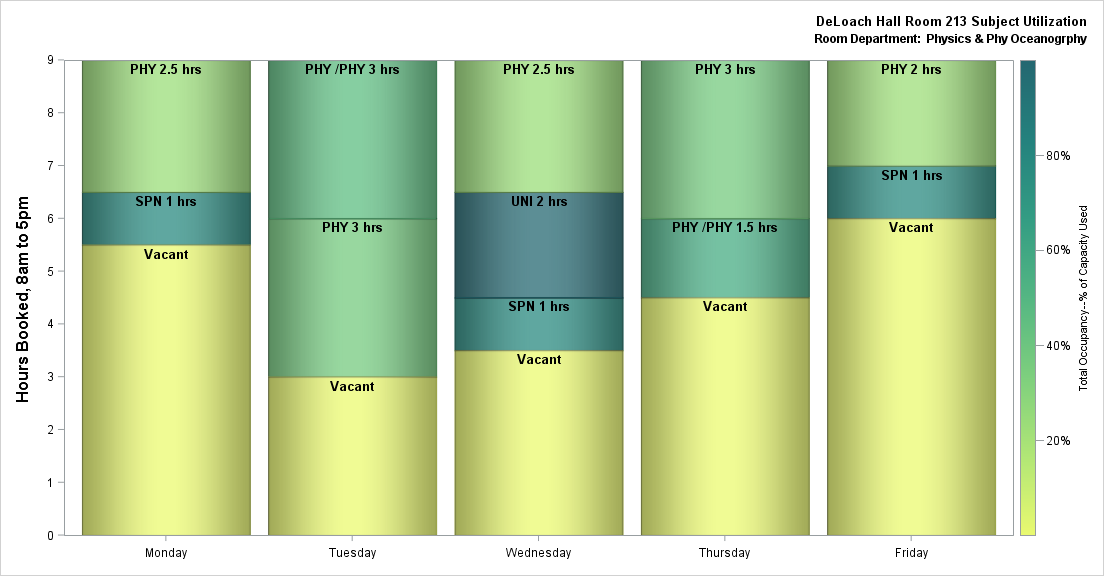 DeLoach Hall Room 213 Subject Utilization
Room Department:  Physics & Phy Oceanogrphy
Hours Booked, 8am to 5pm
9
8
7
6
5
4
3
2
1
0
PHY 2.5 hrs
SPN 1 hrs
Vacant
PHY /PHY 3 hrs
PHY 3 hrs
Vacant
PHY 2.5 hrs
UNI 2 hrs
SPN 1 hrs
Vacant
PHY 3 hrs
PHY /PHY 1.5 hrs
Vacant
PHY 2 hrs
SPN 1 hrs
Vacant
Monday
Tuesday
Wednesday
Thursday
Friday
80%
60%
40%
20%
Total Occupancy--% of Capacity Used